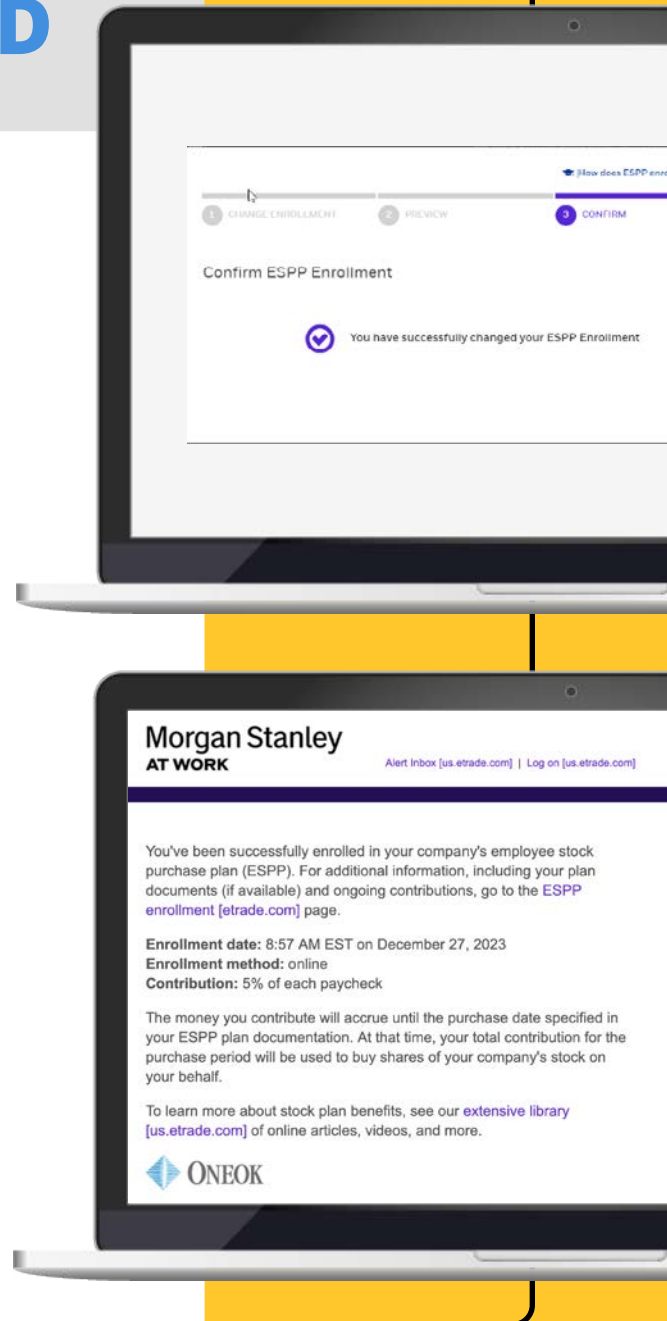 D
How does ESPP
1 CHANGE ENROLLMENT 2 PREVIEW 3 CONFIRM
Confirm ESPP Enrollment
You have successfully changed your ESPP Enrollment
Morgan Stanley
AT WORK
Alert Inbox [us.etrade.com] | Log on [us.etrade.com]
You've been successfully enrolled in your company's employee stock
purchase plan (ESPP). For additional information, including your plan
documents (if available) and ongoing contributions, go to the ESPP
enrollment [etrade.com] page.
Enrollment date: 8:57 AM EST on December 27, 2023
Enrollment method: online
Contribution: 5% of each paycheck
The money you contribute will accrue until the purchase date specified in
your ESPP plan documentation. At that time, your total contribution for the
purchase period will be used to buy shares of your company's stock on
your behalf.
To learn more about stock plan benefits, see our extensive library
[us.etrade.com] of online articles, videos, and more.
ONEOK